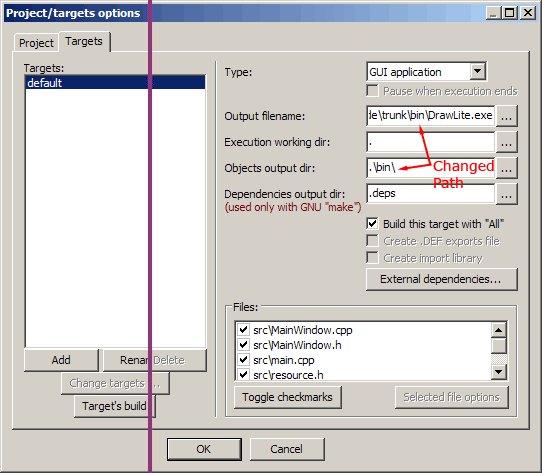 Project/targets options
Project Targets
Targets:
default
Add Renan Delete
Change targets ...
Target's build
Type: GUI application
Pause when execution ends
Output filename: de\trunk\bin\DrawLite.exe ...
Execution working dir: . ...
Objects output dir: .\bin\ ...
Changed
Path
Dependencies output dir: .deps ...
(used only with GNU "make")
Build this target with "All"
Create .DEF exports file
Create import library
External dependencies...
Files:
src\MainWindow.cpp
src\MainWindow.h
src\main.cpp
src\resource.h
Toggle checkmarks Selected file options
OK Cancel